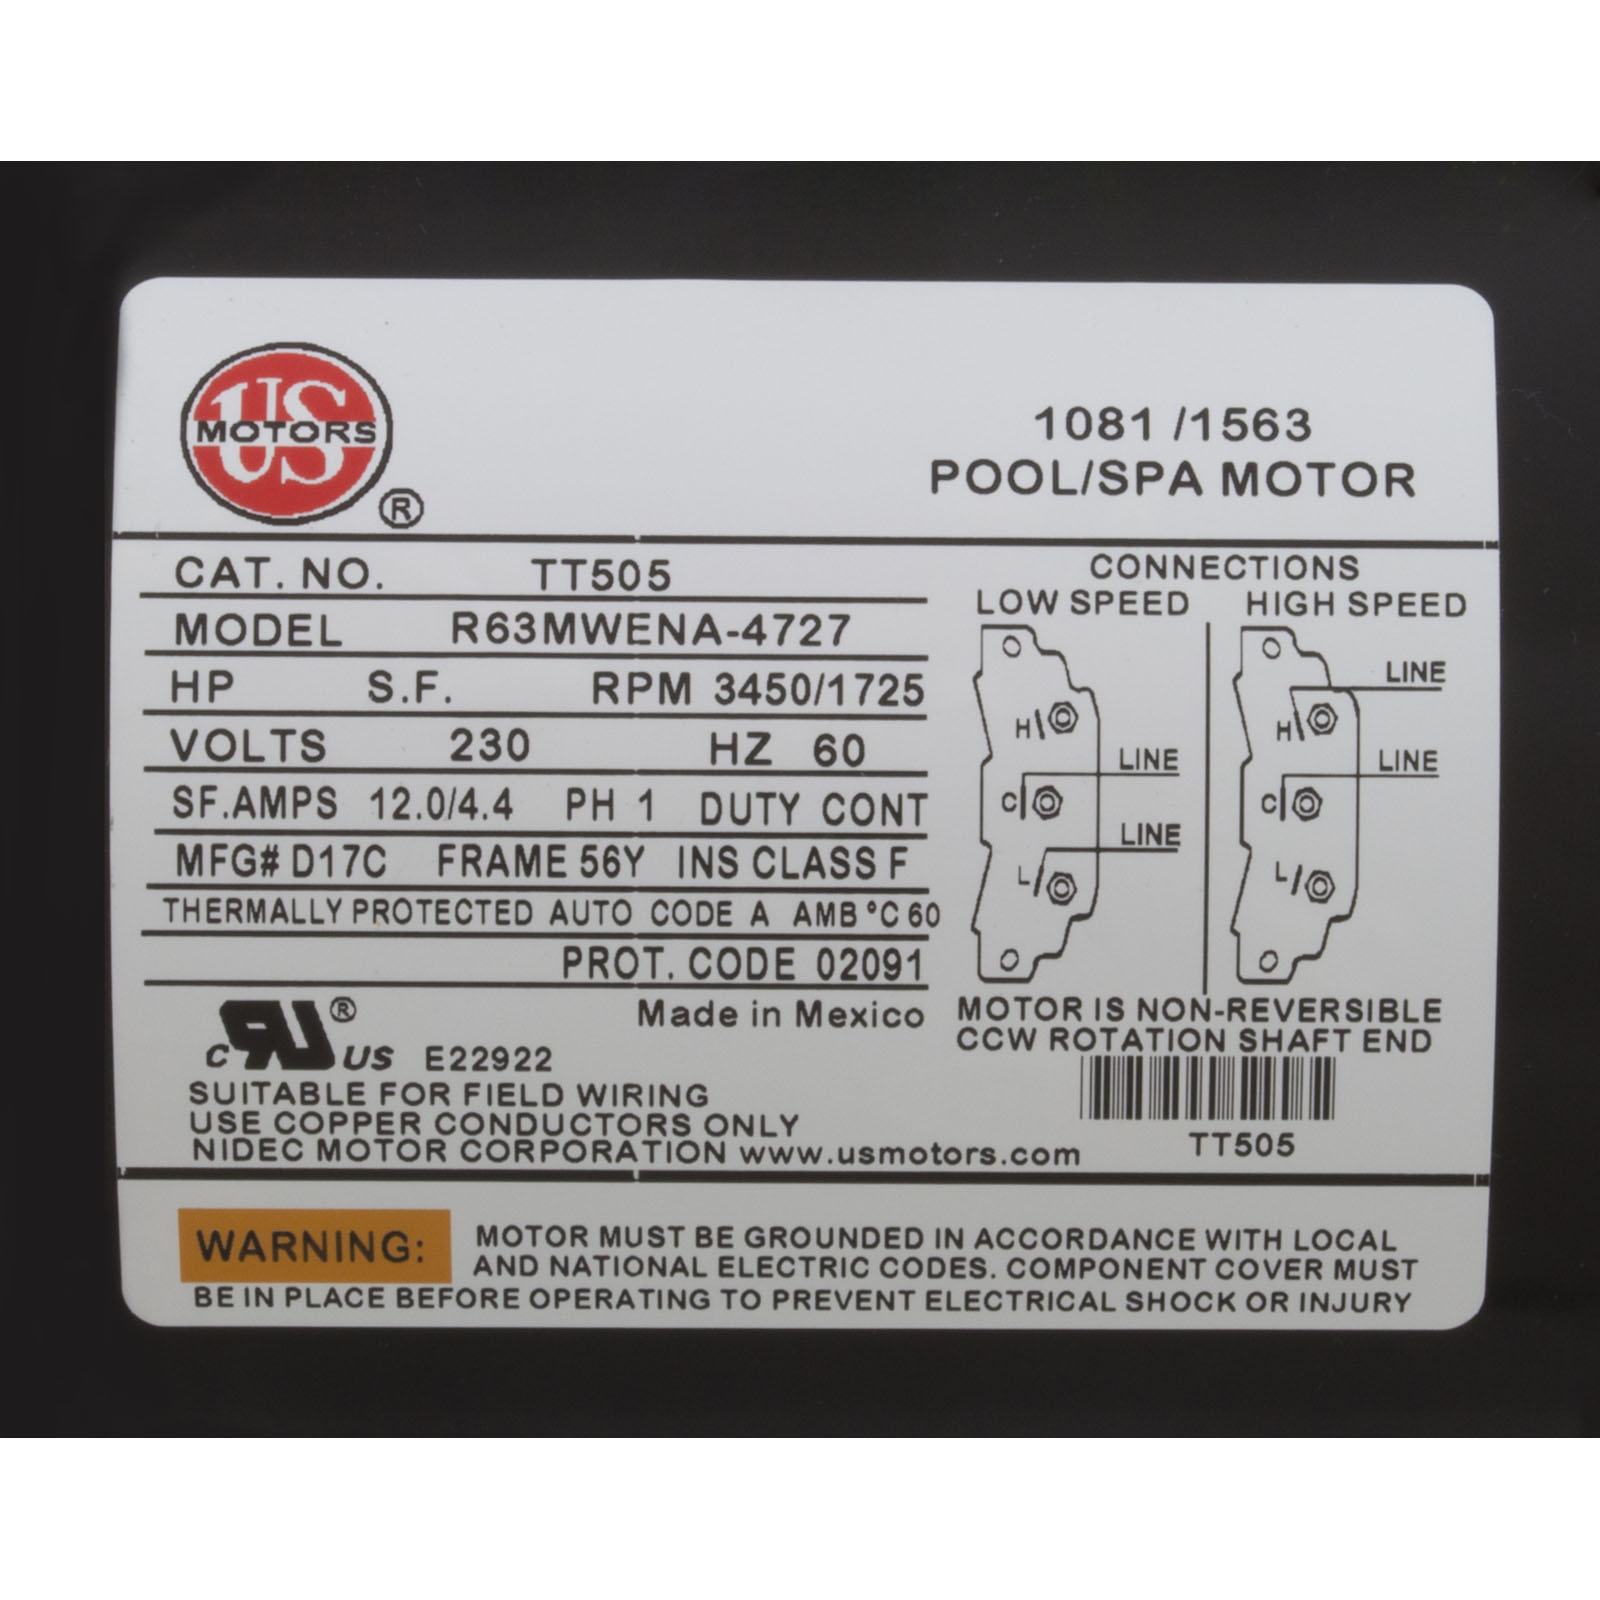 US
MOTORS
®
1081 /1563
POOL/SPA MOTOR
CAT. NO. TT505
MODEL R63MWENA-4727
HP S.F. RPM 3450/1725
VOLTS 230 HZ 60
SF.AMPS 12.0/4.4 PH 1 DUTY CONT
MFG# D17C FRAME 56Y INS CLASS F
THERMALLY PROTECTED AUTO CODE A AMB °C 60
PROT. CODE 02091
Made in Mexico
C UR ® US E22922
SUITABLE FOR FIELD WIRING
USE COPPER CONDUCTORS ONLY
NIDEC MOTOR CORPORATION www.usmotors.com
CONNECTIONS
LOW SPEED HIGH SPEED
H
LINE
C
LINE
L
LINE
H
LINE
C
L
MOTOR IS NON-REVERSIBLE
CCW ROTATION SHAFT END
TT505
WARNING: MOTOR MUST BE GROUNDED IN ACCORDANCE WITH LOCAL
AND NATIONAL ELECTRIC CODES. COMPONENT COVER MUST
BE IN PLACE BEFORE OPERATING TO PREVENT ELECTRICAL SHOCK OR INJURY